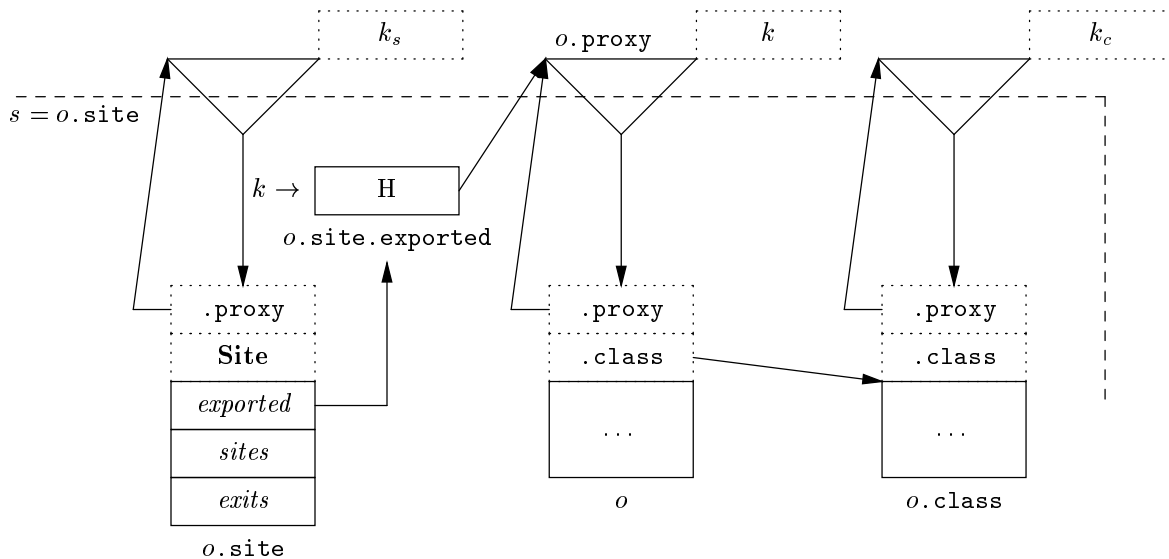 k_s
o.proxy
k
k_c
s = o.site
k →
H
o.site.exported
.proxy
.proxy
.proxy
Site
.class
.class
exported
...
...
sites
exits
o
o.class
o.site